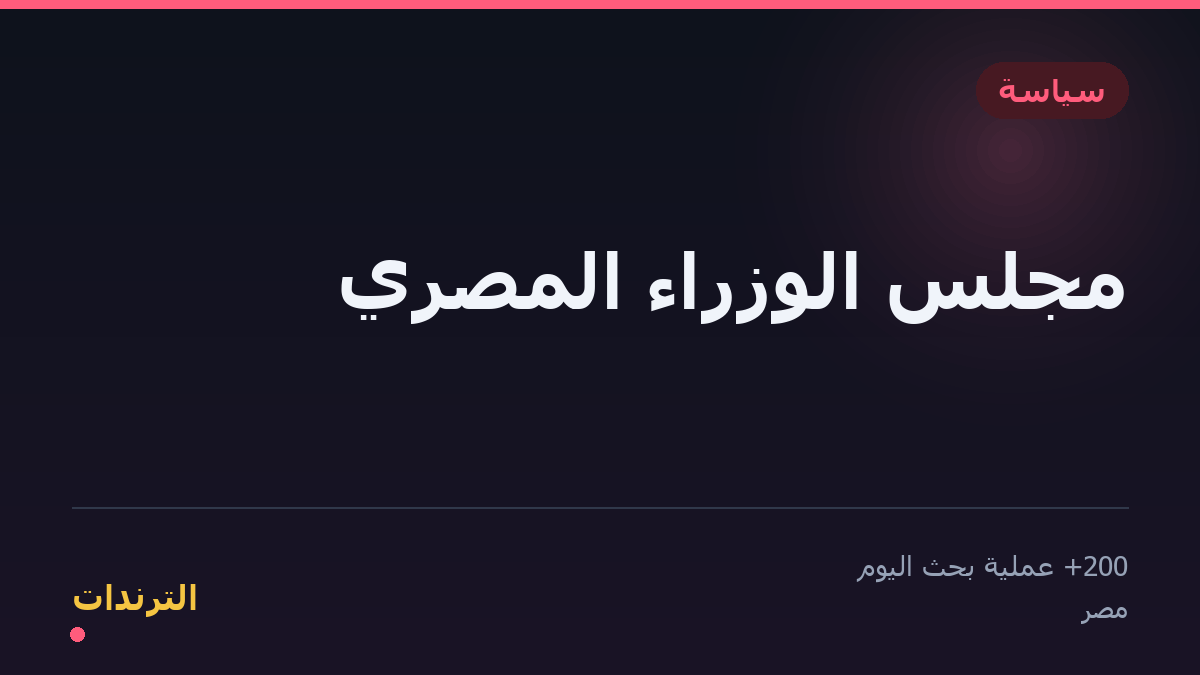 سياسة
مجلس الوزراء المصري
200+ عملية بحث اليوم
مصر
الترندات